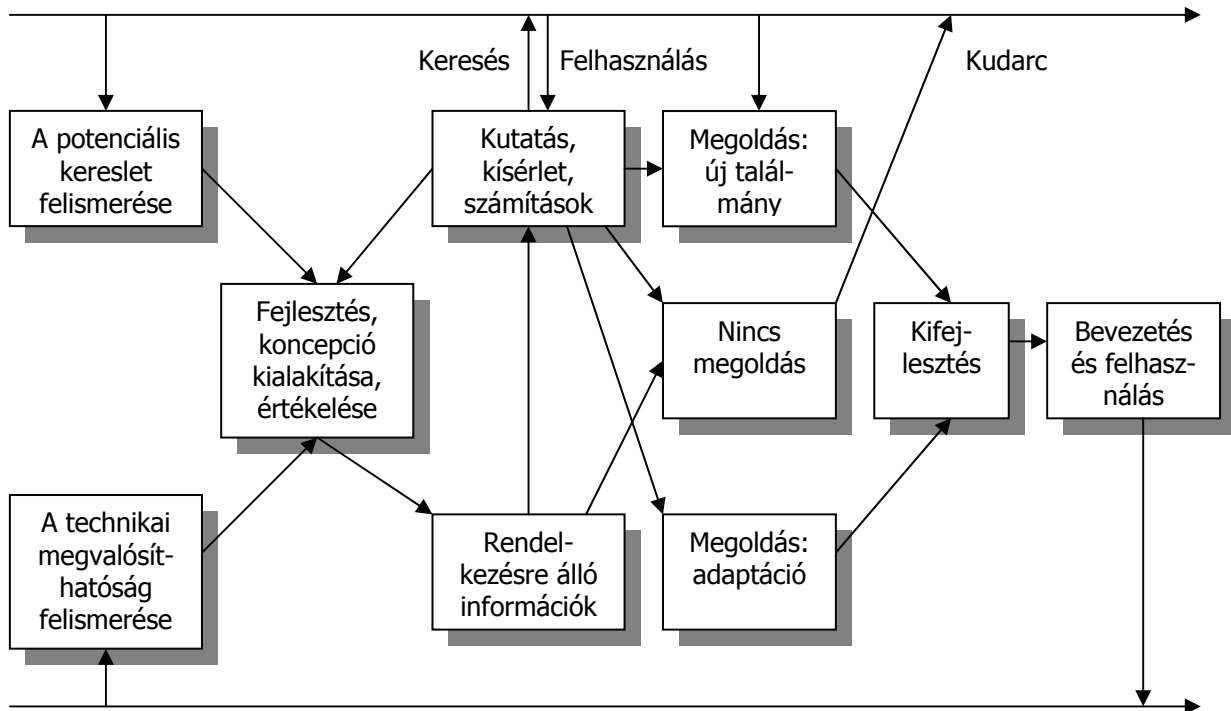 Keresés
Felhasználás
Kudarc
A potenciális
kereslet
felismerése
Kutatás,
kísérlet,
számítások
Megoldás:
új talál-
mány
Fejlesztés,
koncepció
kialakítása,
értékelése
Nincs
megoldás
Kifej-
lesztés
Bevezetés
és felhasz-
nálás
A technikai
megvalósít-
hatóság
felismerése
Rendel-
kezésre álló
információk
Megoldás:
adaptáció